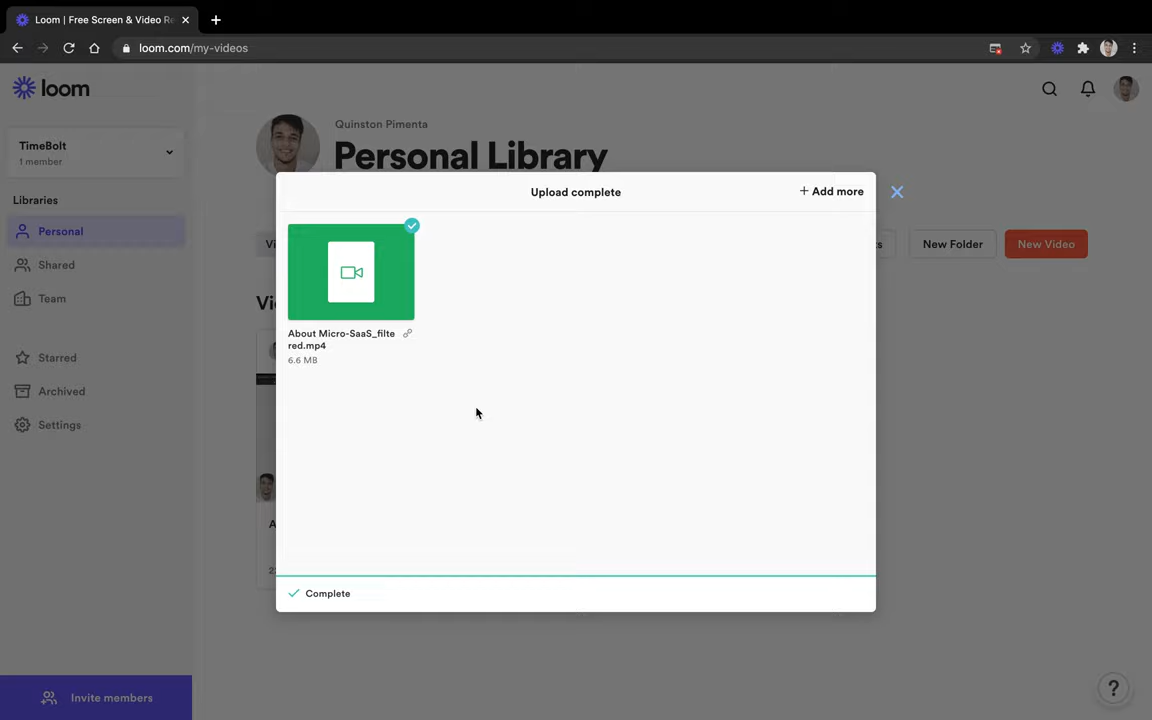 Loom | Free Screen & Video Re
loom.com/my-videos
loom
TimeBolt
1 member
Libraries
Personal
Shared
Team
Starred
Archived
Settings
Invite members
Quinston Pimenta
Personal Library
New Folder
New Video
Upload complete
+ Add more
About Micro-SaaS_filte
red.mp4
6.6 MB
Complete
?